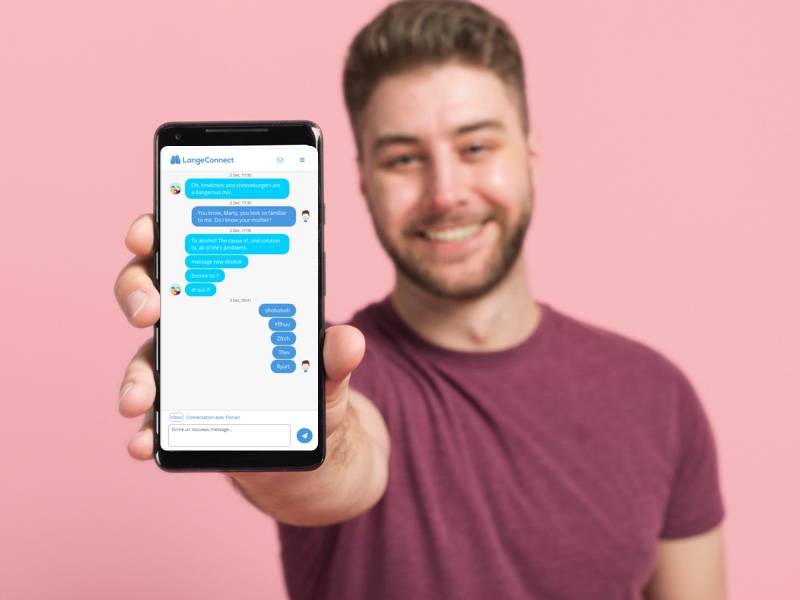 LangeConnect
2 Dec, 17:35
Oh, loneliness and cheeseburgers are
a dangerous mix.
2 Dec, 17:35
You know, Marty, you look so familiar
to me. Do I know your mother?
2 Dec, 17:35
To alcohol! The cause of, and solution
to, all of life's problems.
message new okokok
Encore toi ?
et oui !!!
3 Dec, 00:41
ohohohoh
Yffhuv
Zfcch
Thvv
Ryurt
Inbox Conversation avec Florian
Ecrire un nouveau message...